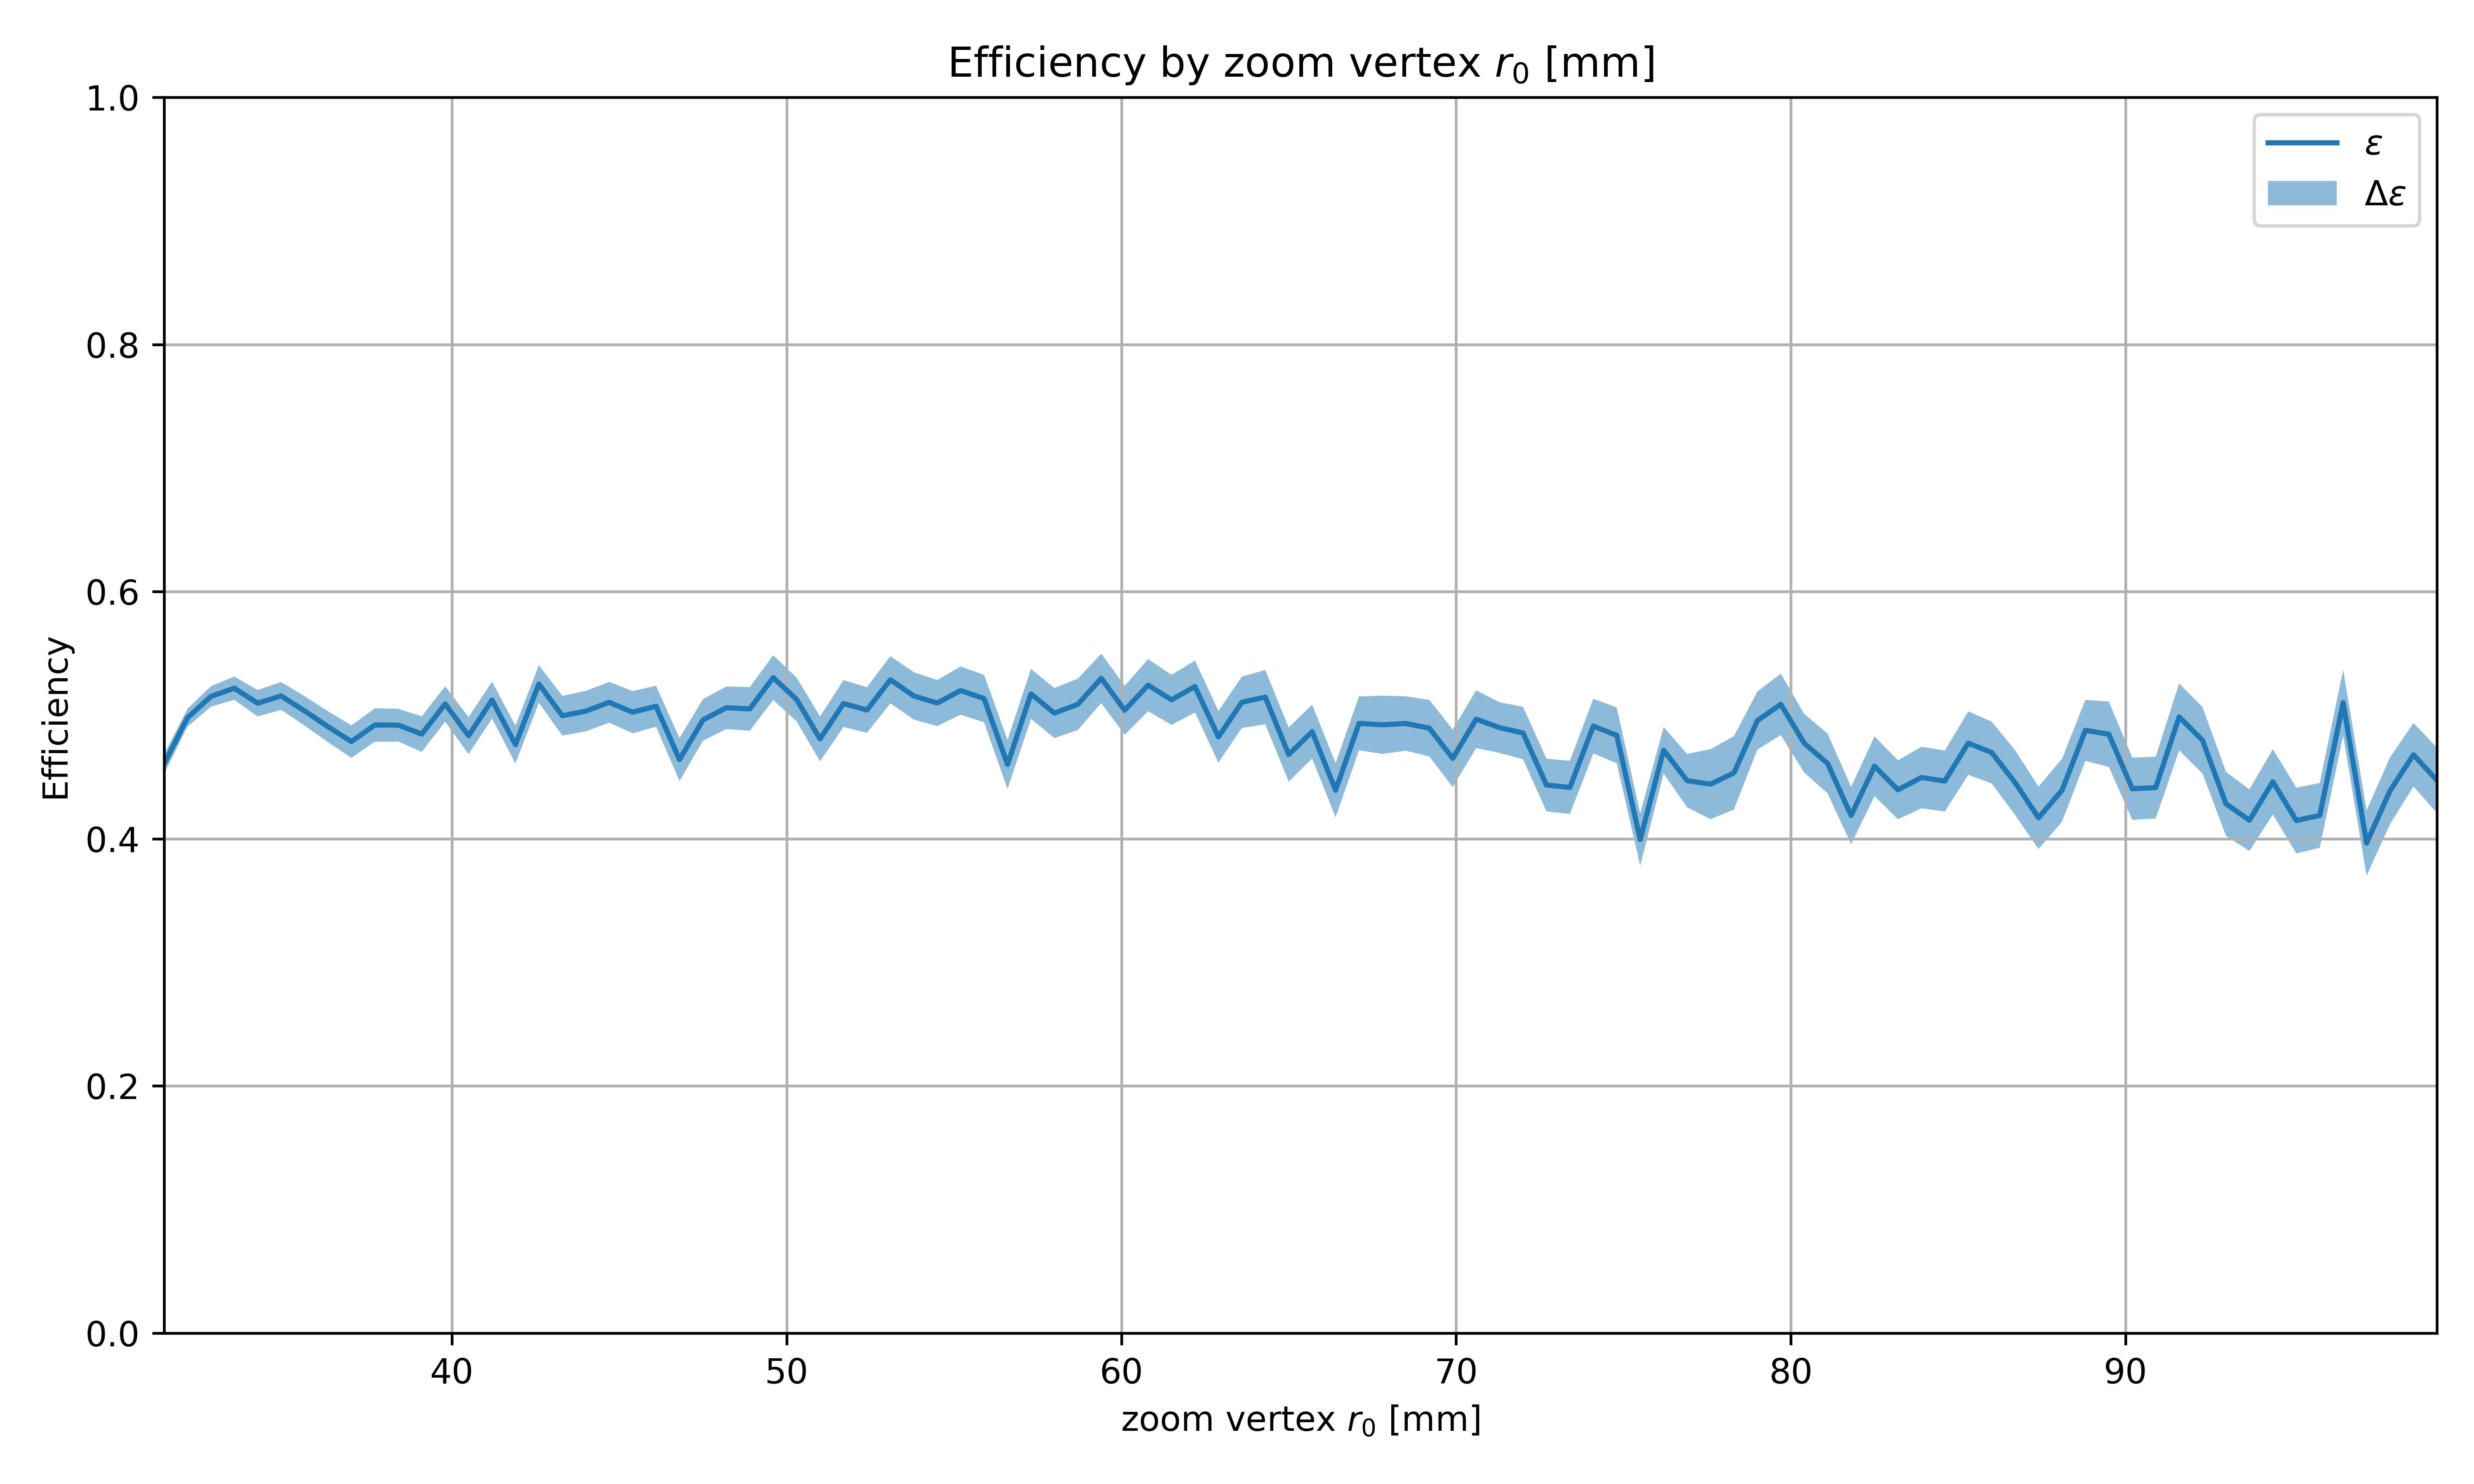 Efficiency by zoom vertex r₀ [mm]
1.0
0.8
0.6
0.4
0.2
0.0
Efficiency
ε
Δε
40 50 60 70 80 90
zoom vertex r₀ [mm]